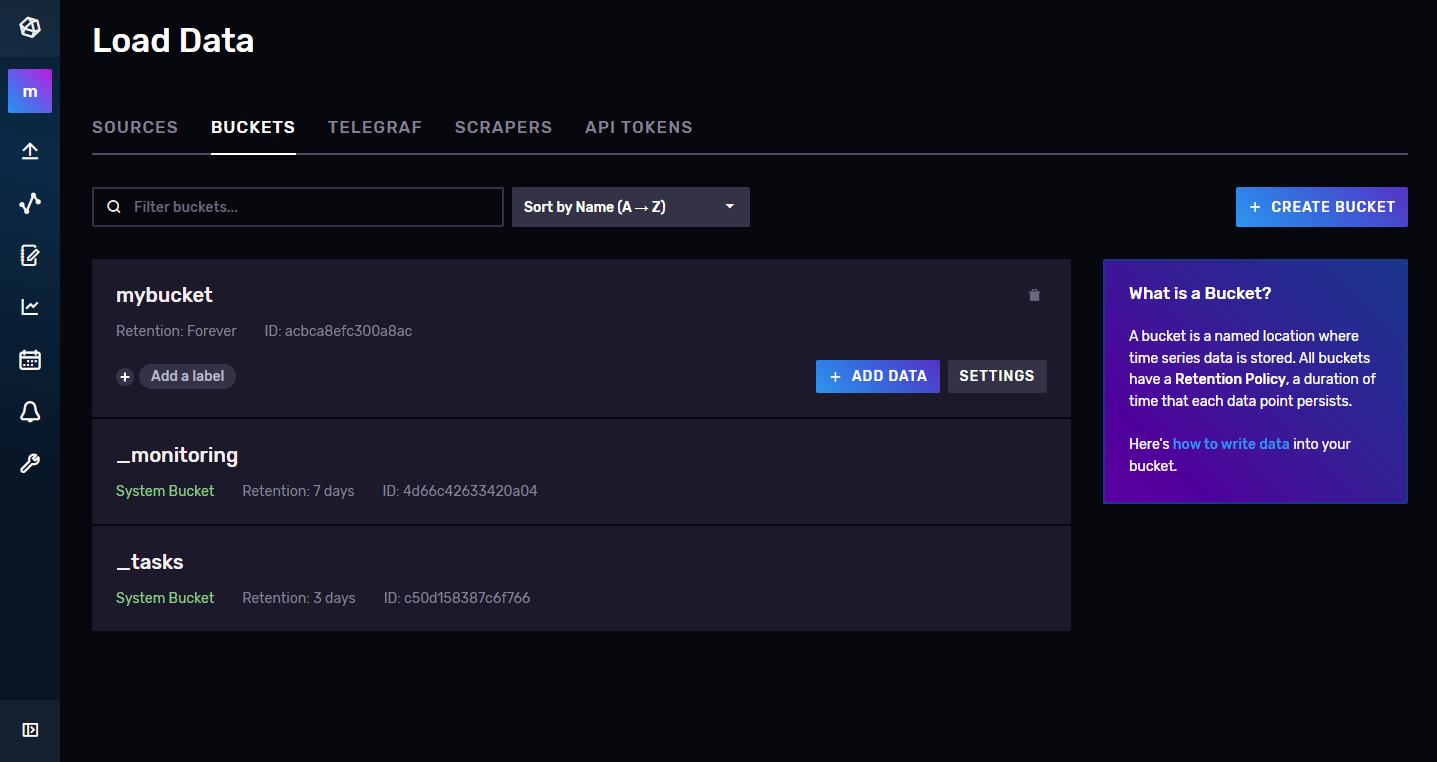 Load Data
m
SOURCES BUCKETS TELEGRAF SCRAPERS API TOKENS
Filter buckets... Sort by Name (A → Z) + CREATE BUCKET
mybucket
Retention: Forever ID: acbca8efc300a8ac
+ Add a label + ADD DATA SETTINGS
_monitoring
System Bucket Retention: 7 days ID: 4d66c42633420a04
_tasks
System Bucket Retention: 3 days ID: c50d158387c6f766
What is a Bucket?
A bucket is a named location where
time series data is stored. All buckets
have a Retention Policy, a duration of
time that each data point persists.
Here's how to write data into your
bucket.